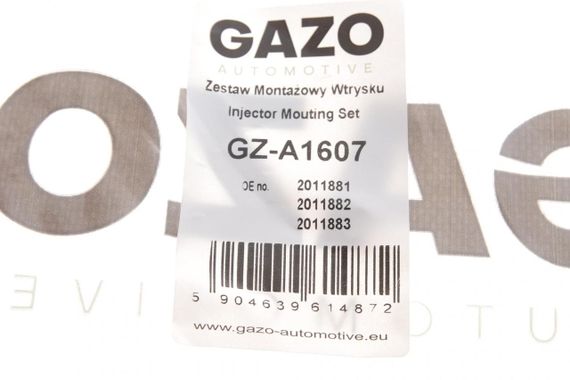 GAZO
AUTOMOTIVE
Zestaw Montażowy Wtrysku
Injector Mouting Set
GZ-A1607
OE no. 2011881
2011882
2011883
5 904639 614872
www.gazo-automotive.eu